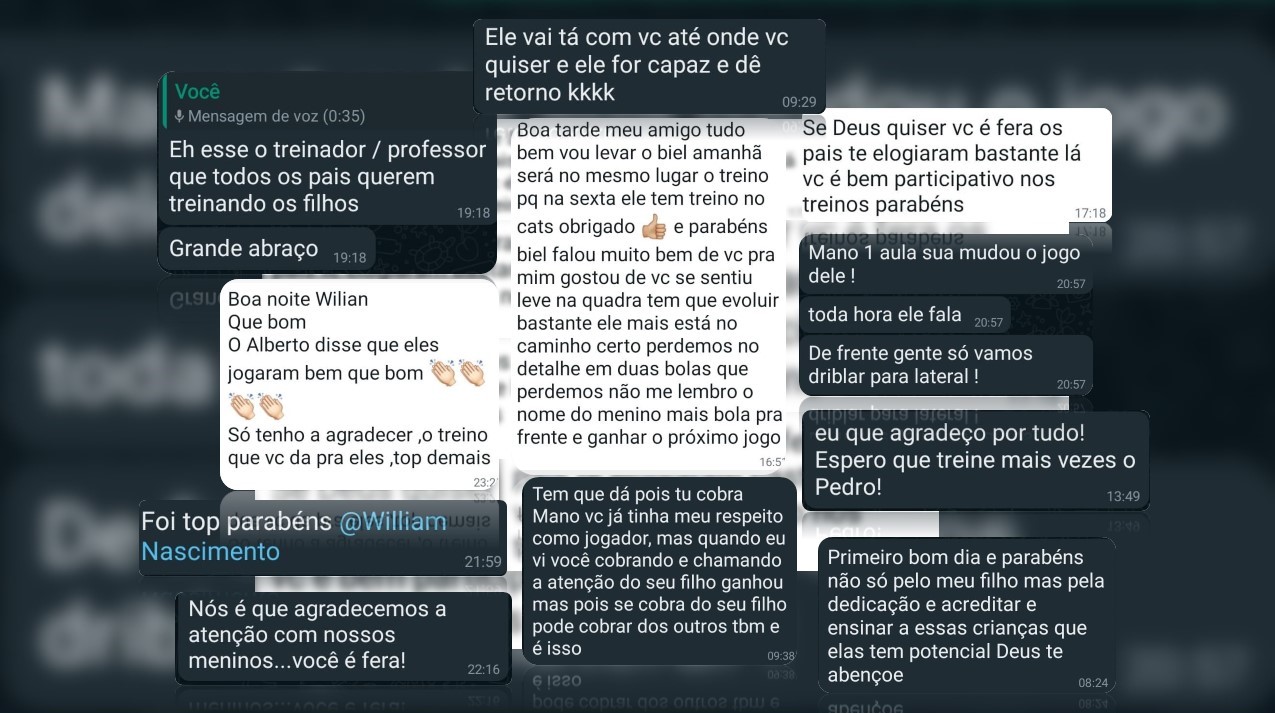 Ele vai tá com vc até onde vc
quiser e ele for capaz e dê
retorno kkkk
09:29
Você
Mensagem de voz (0:35)
Eh esse o treinador / professor
que todos os pais querem
treinando os filhos
19:18
Grande abraço
19:18
Boa noite Wilian
Que bom
O Alberto disse que eles
jogaram bem que bom 👏🏻👏🏻
👏🏻👏🏻
Só tenho a agradecer ,o treino
que vc da pra eles ,top demais
23:2
Foi top parabéns @William
Nascimento
21:59
Nós é que agradecemos a
atenção com nossos
meninos...você é fera!
22:16
Boa tarde meu amigo tudo
bem vou levar o biel amanhã
será no mesmo lugar o treino
pq na sexta ele tem treino no
cats obrigado 👍🏼 e parabéns
biel falou muito bem de vc pra
mim gostou de vc se sentiu
leve na quadra tem que evoluir
bastante ele mais está no
caminho certo perdemos no
detalhe em duas bolas que
perdemos não me lembro o
nome do menino mais bola pra
frente e ganhar o próximo jogo
16:5
Tem que dá pois tu cobra
Mano vc já tinha meu respeito
como jogador, mas quando eu
vi você cobrando e chamando
a atenção do seu filho ganhou
mas pois se cobra do seu filho
pode cobrar dos outros tbm e
é isso
09:38
Se Deus quiser vc é fera os
pais te elogiaram bastante lá
vc é bem participativo nos
treinos parabéns
17:18
Mano 1 aula sua mudou o jogo
dele !
20:57
toda hora ele fala
20:57
De frente gente só vamos
driblar para lateral !
20:57
eu que agradeço por tudo!
Espero que treine mais vezes o
Pedro!
13:49
Primeiro bom dia e parabéns
não só pelo meu filho mas pela
dedicação e acreditar e
ensinar a essas crianças que
elas tem potencial Deus te
abençoe
08:24